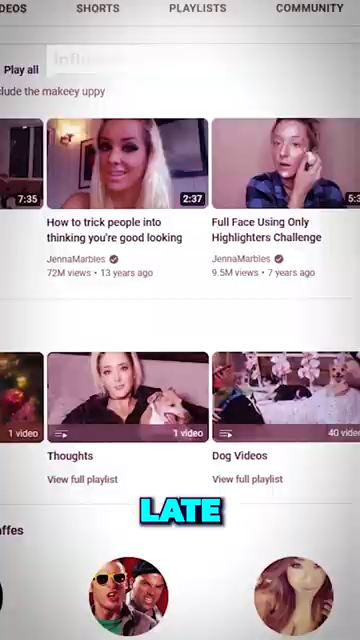 DEOS SHORTS PLAYLISTS COMMUNITY
Play all
clude the makeey uppy
7:35
2:37
5:3
How to trick people into
thinking you're good looking
JennaMarbles
72M views • 13 years ago
Full Face Using Only
Highlighters Challenge
JennaMarbles
9.5M views • 7 years ago
1 video
1 video
40 video
Thoughts
View full playlist
Dog Videos
View full playlist
LATE
affes